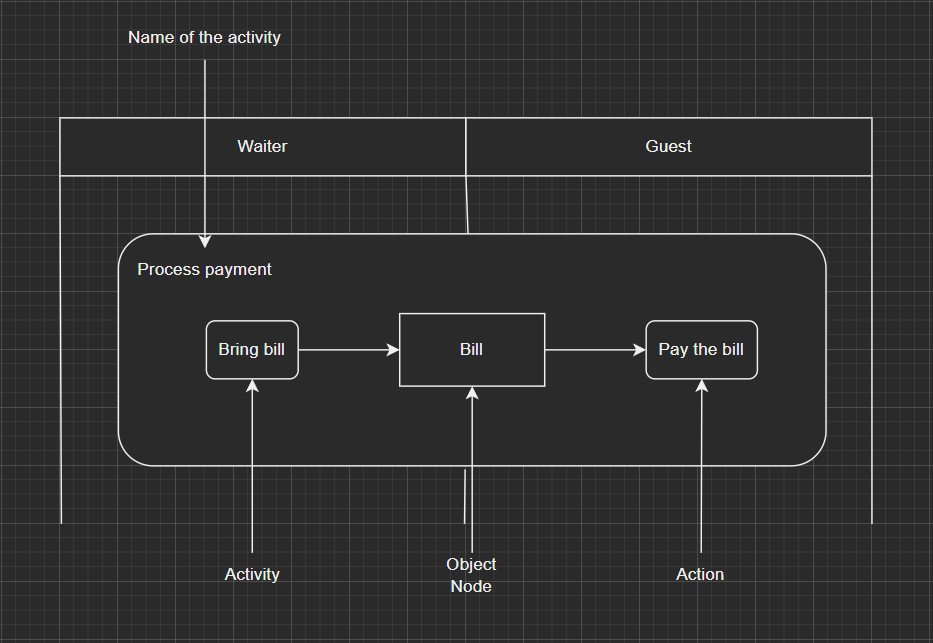 Name of the activity
Waiter
Guest
Process payment
Bring bill
Bill
Pay the bill
Activity
Object
Node
Action